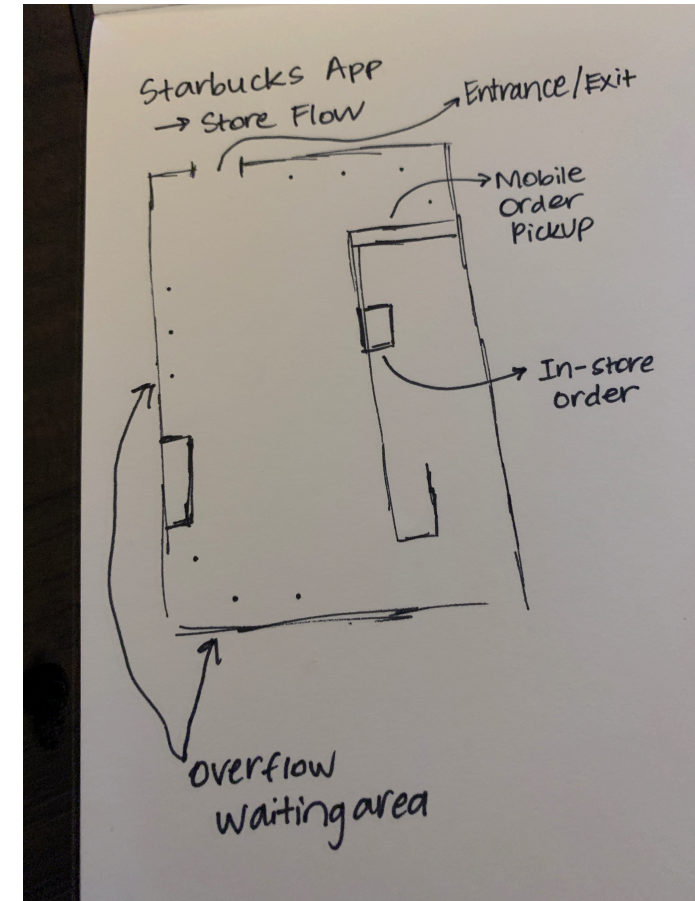 Starbucks App
→ Store Flow
Entrance/Exit
Mobile
Order
Pickup
In-store
order
Overflow
waiting area